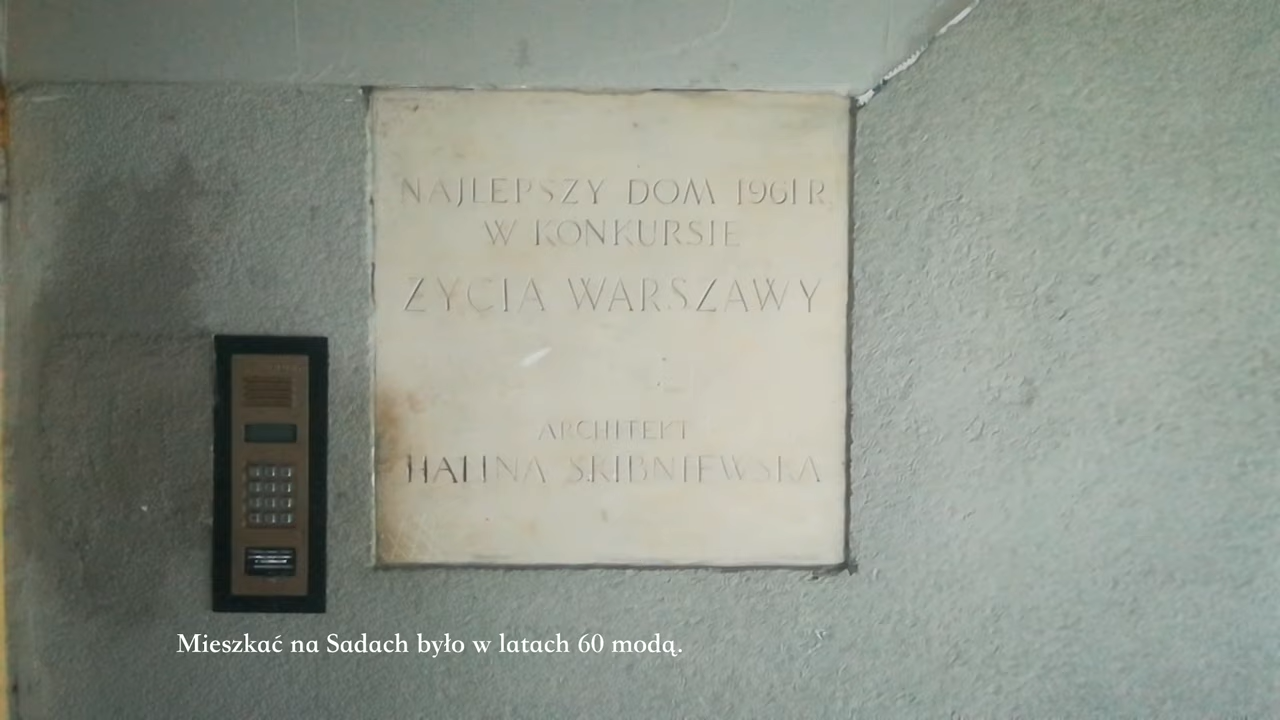 NAJLEPSZY DOM 1961 R
W KONKURSIE
ŻYCIA WARSZAWY
ARCHITEKT
HALINA SKIBNIEWSKA
Mieszkać na Sadach było w latach 60 modą.